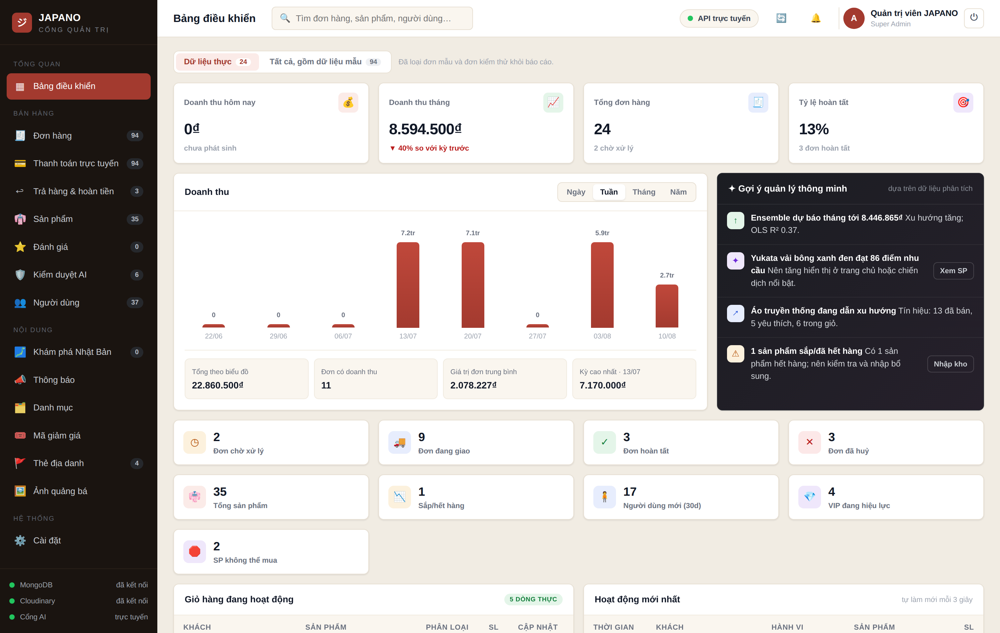 ジ
JAPANO
CỔNG QUẢN TRỊ
TỔNG QUAN
Bảng điều khiển
BÁN HÀNG
Đơn hàng 94
Thanh toán trực tuyến 94
Trả hàng & hoàn tiền 3
Sản phẩm 35
Đánh giá 0
Kiểm duyệt AI 6
Người dùng 37
NỘI DUNG
Khám phá Nhật Bản 0
Thông báo
Danh mục
Mã giảm giá
Thẻ địa danh 4
Ảnh quảng bá
HỆ THỐNG
Cài đặt
MongoDB đã kết nối
Cloudinary đã kết nối
Cổng AI trực tuyến
Bảng điều khiển
Tìm đơn hàng, sản phẩm, người dùng…
API trực tuyến
A
Quản trị viên JAPANO
Super Admin
Dữ liệu thực 24
Tất cả, gồm dữ liệu mẫu 94
Đã loại đơn mẫu và đơn kiểm thử khỏi báo cáo.
Doanh thu hôm nay
0₫
chưa phát sinh
Doanh thu tháng
8.594.500₫
▼ 40% so với kỳ trước
Tổng đơn hàng
24
2 chờ xử lý
Tỷ lệ hoàn tất
13%
3 đơn hoàn tất
Doanh thu
Ngày Tuần Tháng Năm
7.2tr 7.1tr 5.9tr
2.7tr
0 0 0 0
22/06 29/06 06/07 13/07 20/07 27/07 03/08 10/08
Tổng theo biểu đồ
22.860.500₫
Đơn có doanh thu
11
Giá trị đơn trung bình
2.078.227₫
Kỳ cao nhất · 13/07
7.170.000₫
✦ Gợi ý quản lý thông minh
dựa trên dữ liệu phân tích
↑
Ensemble dự báo tháng tới 8.446.865₫ Xu hướng tăng;
OLS R² 0.37.
✦
Yukata vải bông xanh đen đạt 86 điểm nhu
cầu Nên tăng hiển thị ở trang chủ hoặc chiến
dịch nổi bật.
Xem SP
↗
Áo truyền thống đang dẫn xu hướng Tín hiệu: 13 đã bán,
5 yêu thích, 6 trong giỏ.
⚠
1 sản phẩm sắp/đã hết hàng Có 1 sản
phẩm hết hàng; nên kiểm tra và nhập bổ
sung.
Nhập kho
2
Đơn chờ xử lý
9
Đơn đang giao
✓
3
Đơn hoàn tất
✕
3
Đơn đã huỷ
35
Tổng sản phẩm
1
Sắp/hết hàng
17
Người dùng mới (30d)
4
VIP đang hiệu lực
2
SP không thể mua
Giỏ hàng đang hoạt động
5 DÒNG THỰC
KHÁCH SẢN PHẨM PHÂN LOẠI SL CẬP NHẬT
Hoạt động mới nhất
tự làm mới mỗi 3 giây
THỜI GIAN KHÁCH HÀNH VI SẢN PHẨM SL